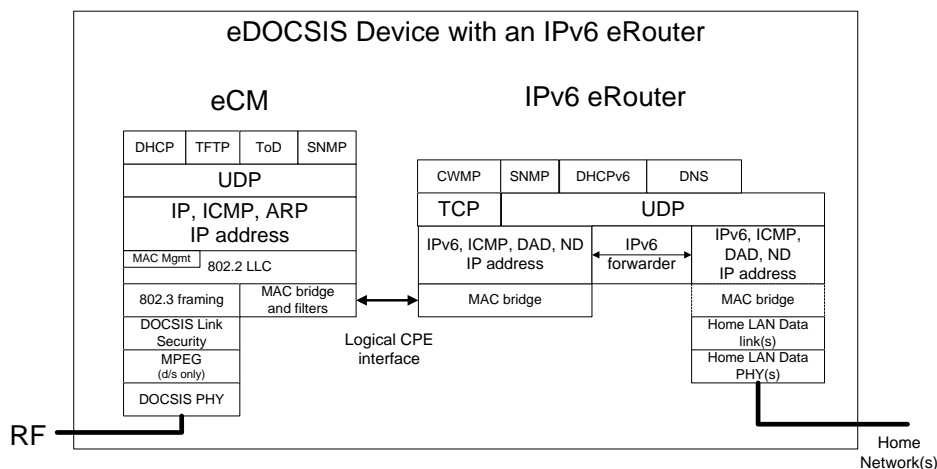 eDOCSIS Device with an IPv6 eRouter
eCM
IPv6 eRouter
DHCP
TFTP
ToD
SNMP
UDP
IP, ICMP, ARP
IP address
MAC Mgmt
802.2 LLC
802.3 framing
MAC bridge
and filters
DOCSIS Link
Security
MPEG
(d/s only)
DOCSIS PHY
RF
Logical CPE
interface
CWMP
SNMP
DHCPv6
DNS
TCP
UDP
IPv6, ICMP, DAD, ND
IP address
IPv6
forwarder
IPv6, ICMP,
DAD, ND
IP address
MAC bridge
MAC bridge
Home LAN Data
link(s)
Home LAN Data
PHY(s)
Home
Network(s)